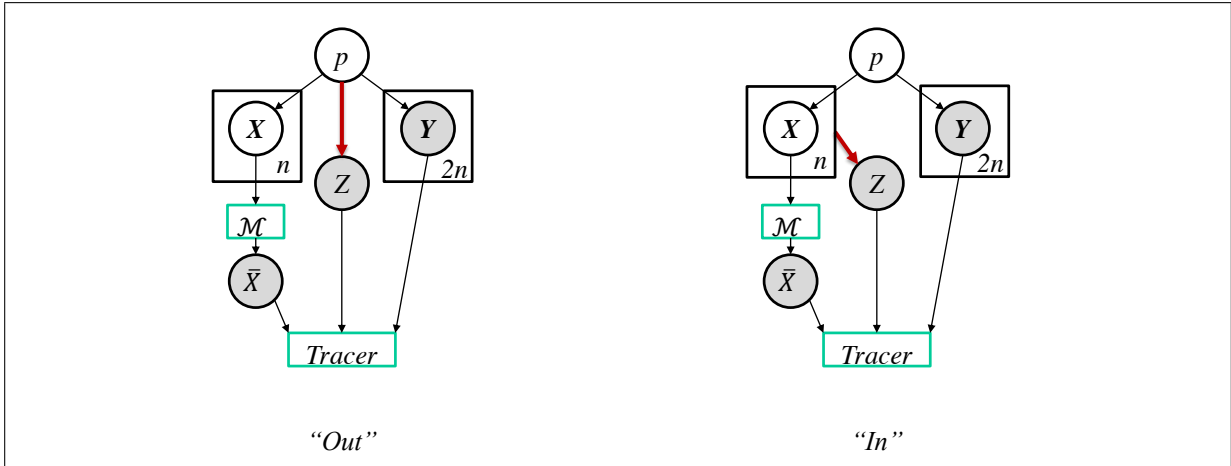 p
X
Y
n
2n
Z
ℳ
X̄
Tracer
“Out”
p
X
Y
n
2n
Z
ℳ
X̄
Tracer
“In”